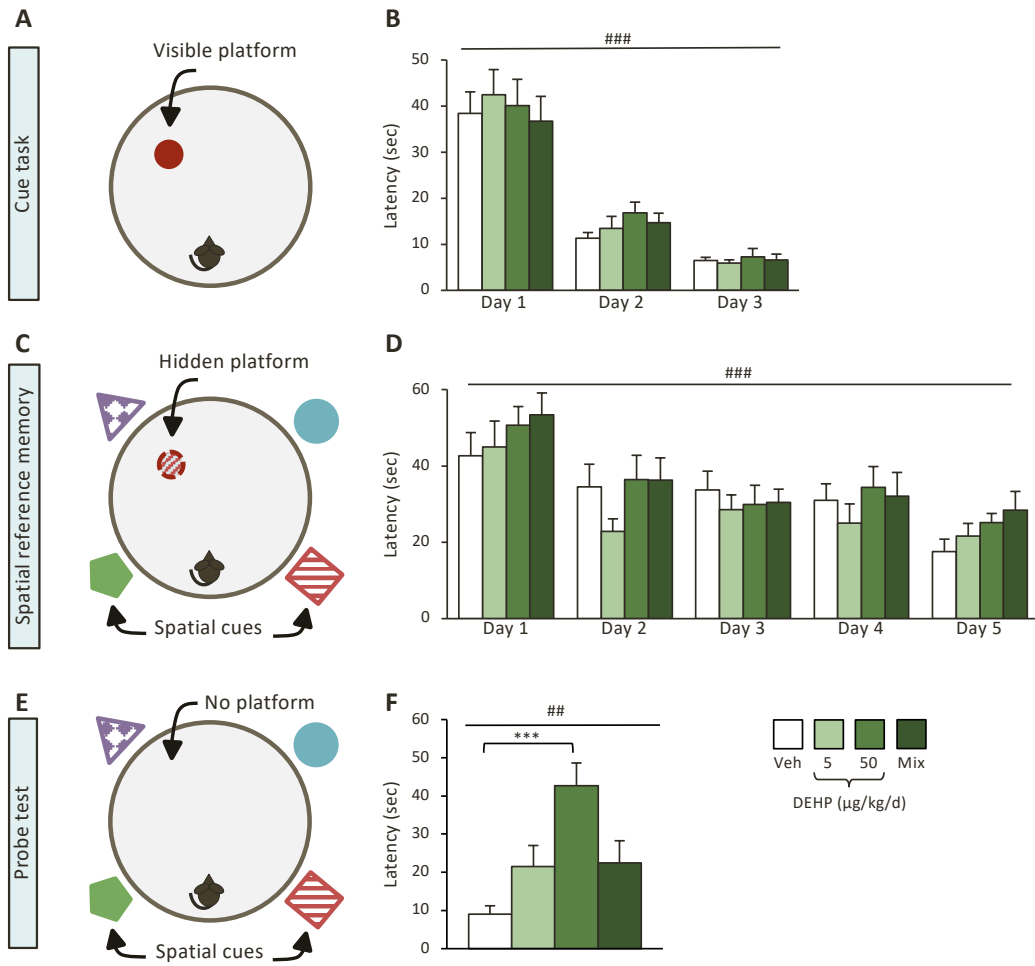 A
Cue task
Visible platform
B
###
Latency (sec)
50
40
30
20
10
0
Day 1
Day 2
Day 3
C
Spatial reference memory
Hidden platform
Spatial cues
D
###
Latency (sec)
60
40
20
0
Day 1
Day 2
Day 3
Day 4
Day 5
E
Probe test
No platform
Spatial cues
F
##
***
Latency (sec)
60
50
40
30
20
10
0
Veh 5 50 Mix
DEHP (µg/kg/d)